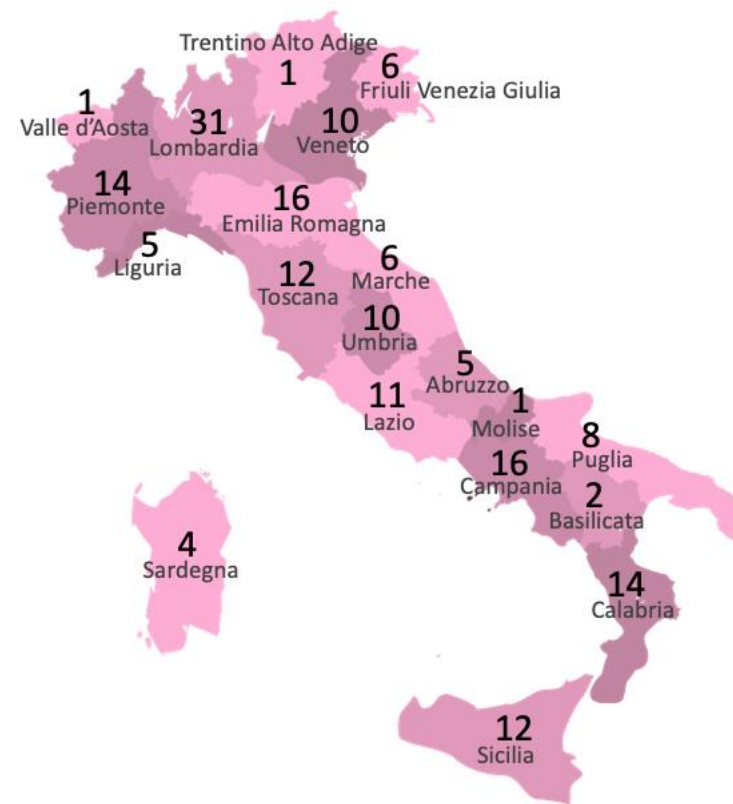 Trentino Alto Adige
1
6
Friuli Venezia Giulia
1
Valle d'Aosta
31
Lombardia
10
Veneto
14
Piemonte
16
Emilia Romagna
5
Liguria
12
Toscana
6
Marche
10
Umbria
5
Abruzzo
11
Lazio
1
Molise
8
Puglia
16
Campania
2
Basilicata
4
Sardegna
14
Calabria
12
Sicilia